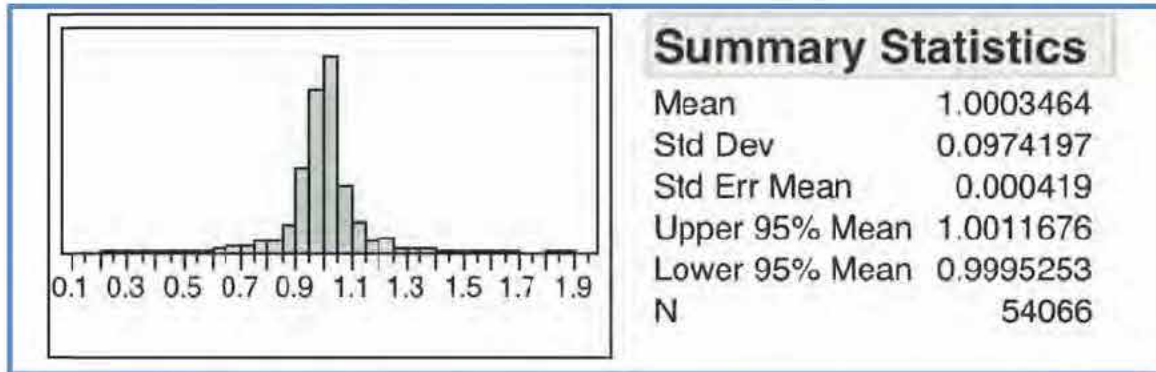 0.1 0.3 0.5 0.7 0.9 1.1 1.3 1.5 1.7 1.9
Summary Statistics
Mean 1.0003464
Std Dev 0.0974197
Std Err Mean 0.000419
Upper 95% Mean 1.0011676
Lower 95% Mean 0.9995253
N 54066